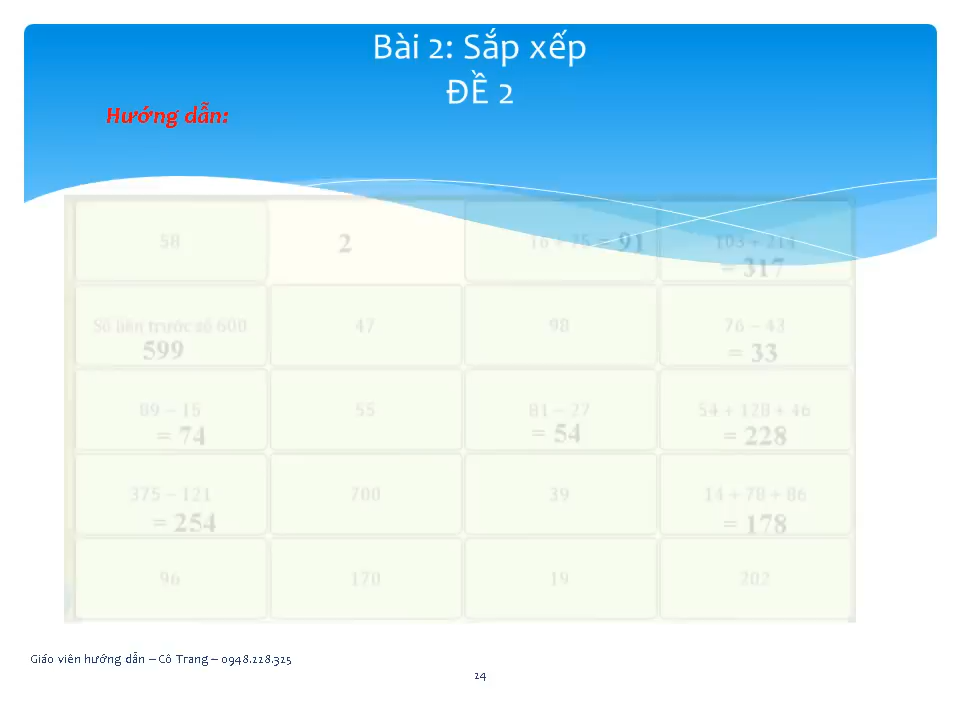 Bài 2: Sắp xếp
ĐỀ 2
Hướng dẫn:
58
2
16 + 75 = 91
= 317
Số liền trước số 600
599
47
98
76 – 43
= 33
89 – 15
= 74
55
81 – 27
= 54
54 + 128 + 46
= 228
375 – 121
= 254
700
39
14 + 78 + 86
= 178
96
170
19
202
Giáo viên hướng dẫn – Cô Trang – 0948.228.325
24